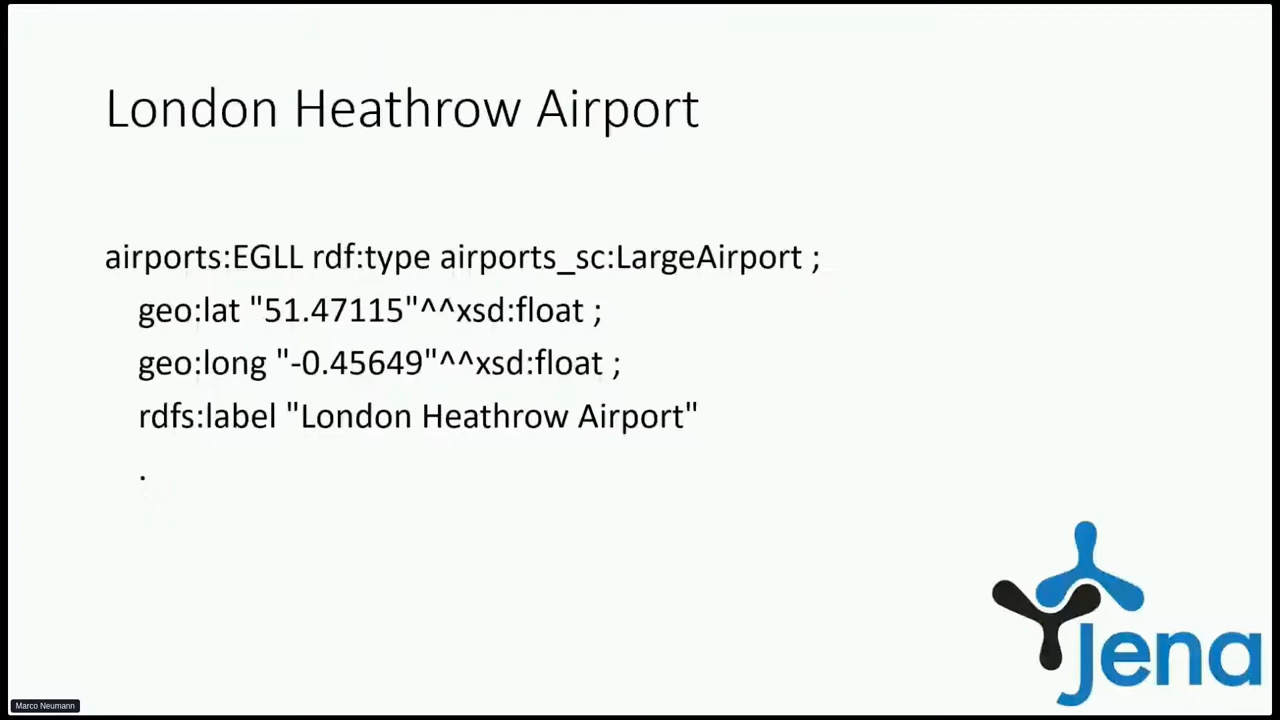 London Heathrow Airport
airports:EGLL rdf:type airports_sc:LargeAirport ;
geo:lat "51.47115"^^xsd:float ;
geo:long "-0.45649"^^xsd:float ;
rdfs:label "London Heathrow Airport"
.
Jena
Marco Neumann